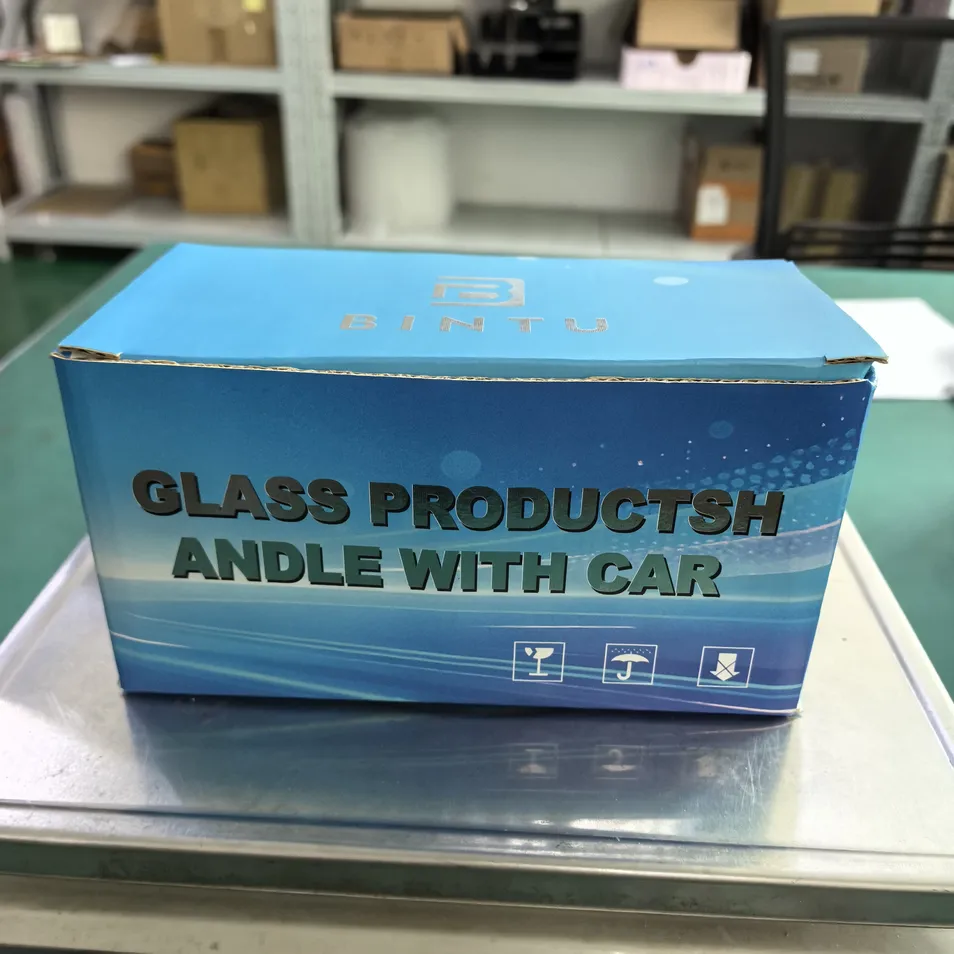 BINTU
GLASS PRODUCTSH
ANDLE WITH CAR